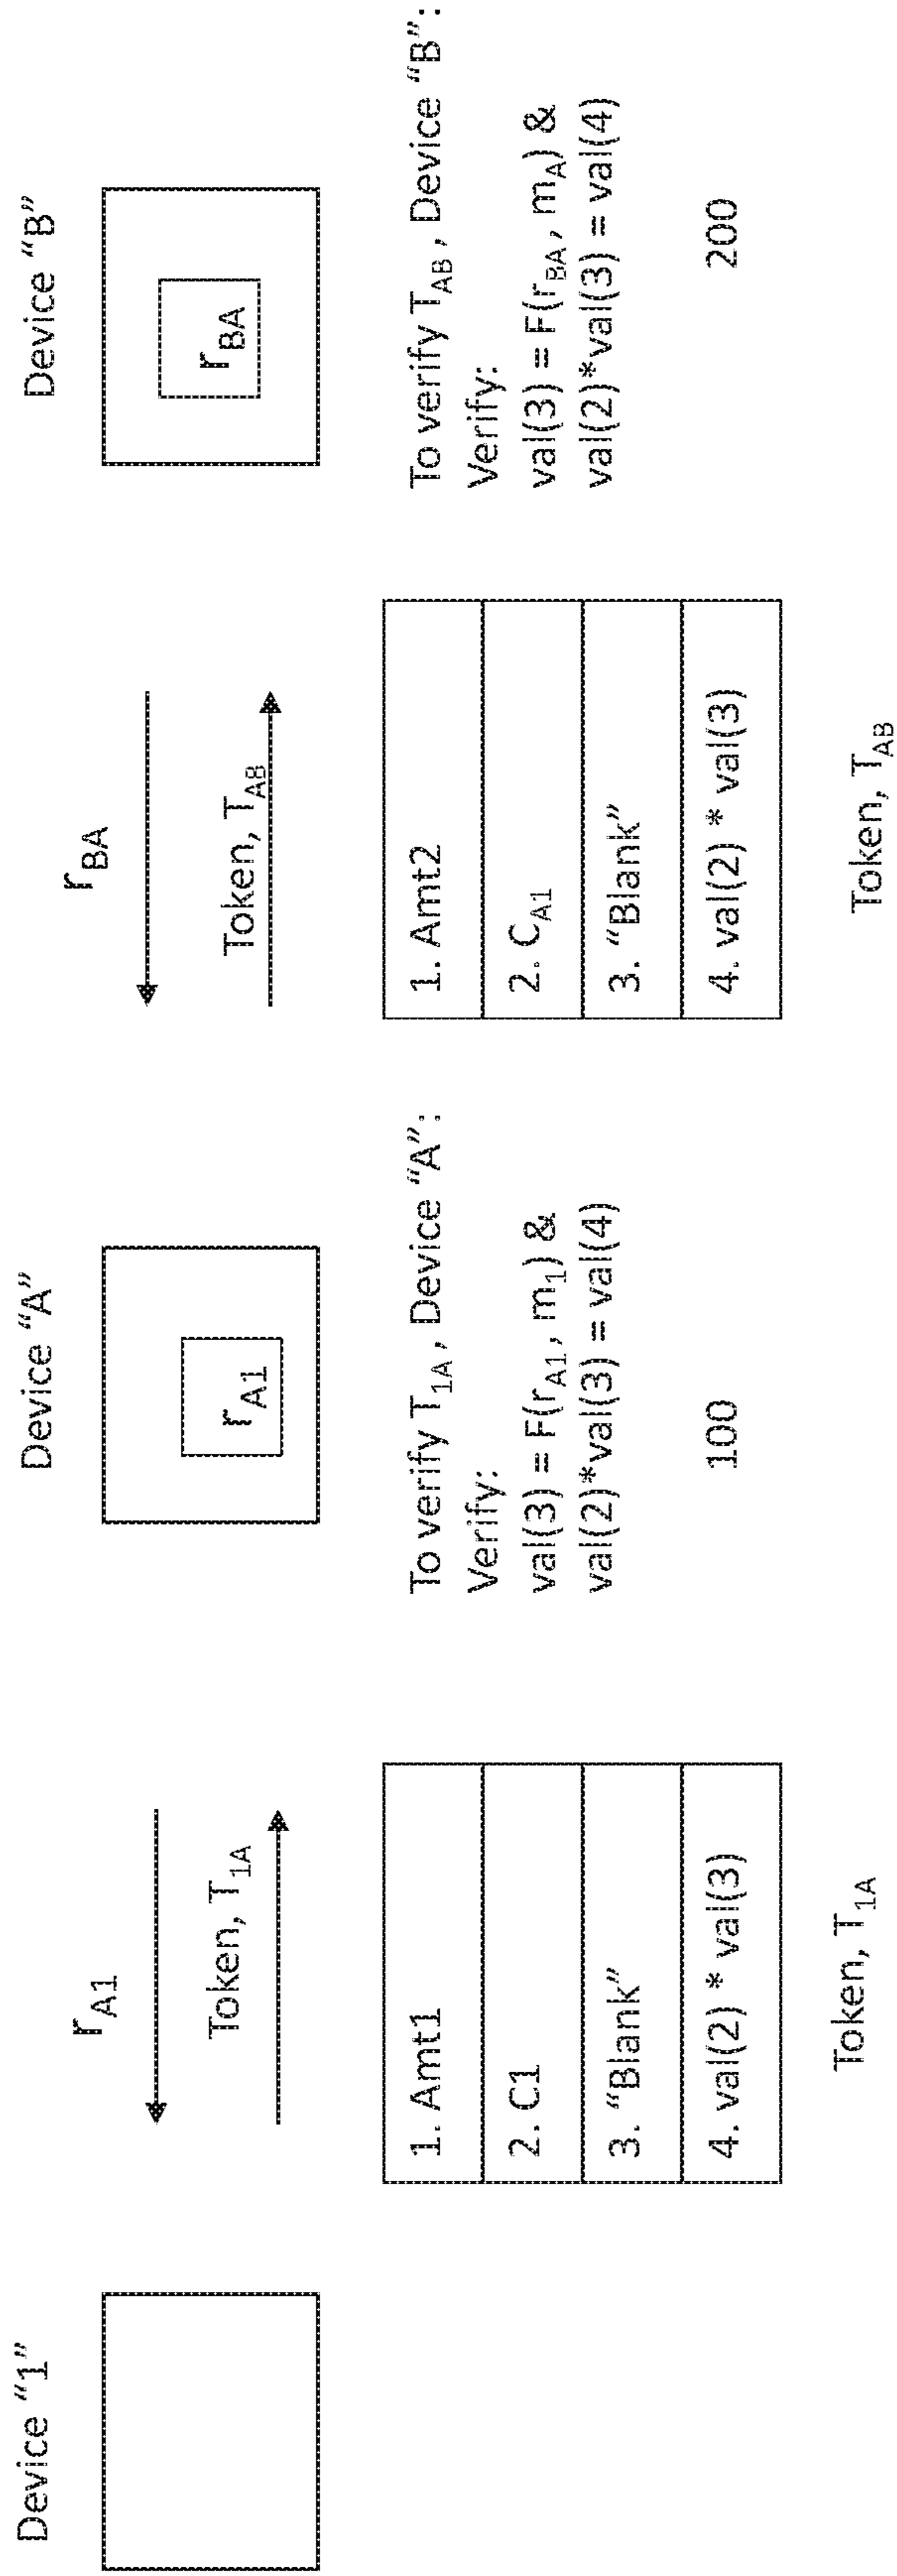 Device “1”
r_A1
Token, T_1A
1. Amt1
2. C1
3. “Blank”
4. val(2) * val(3)
Token, T_1A
Device “A”
r_A1
To verify T_1A, Device “A”:
Verify:
val(3) = F(r_A1, m_1) &
val(2)*val(3) = val(4)
100
r_BA
Token, T_AB
1. Amt2
2. C_A1
3. “Blank”
4. val(2) * val(3)
Token, T_AB
Device “B”
r_BA
To verify T_AB, Device “B”:
Verify:
val(3) = F(r_BA, m_A) &
val(2)*val(3) = val(4)
200